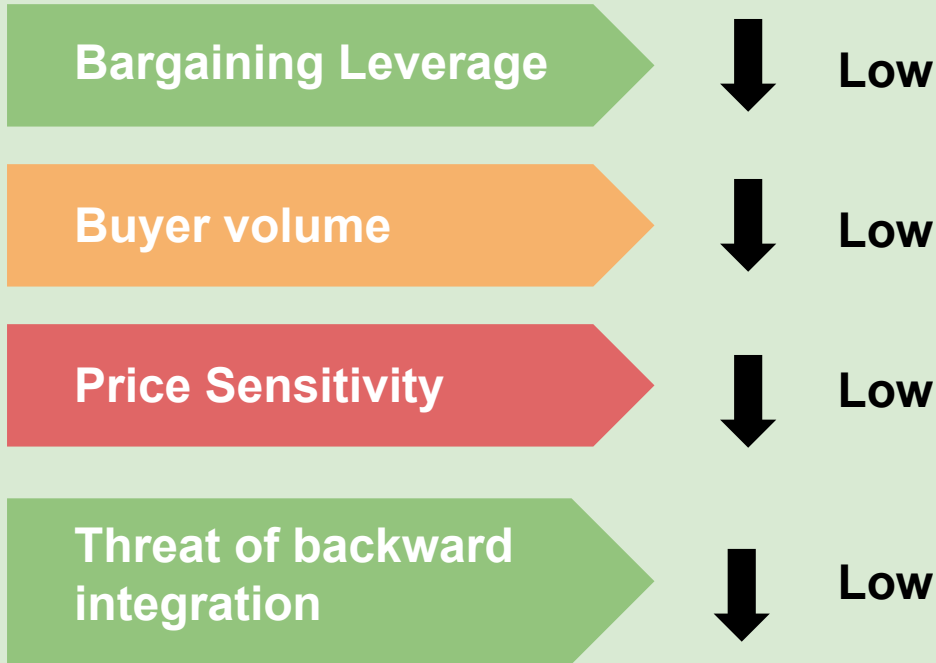 Bargaining Leverage
Low
Buyer volume
Low
Price Sensitivity
Low
Threat of backward
integration
Low